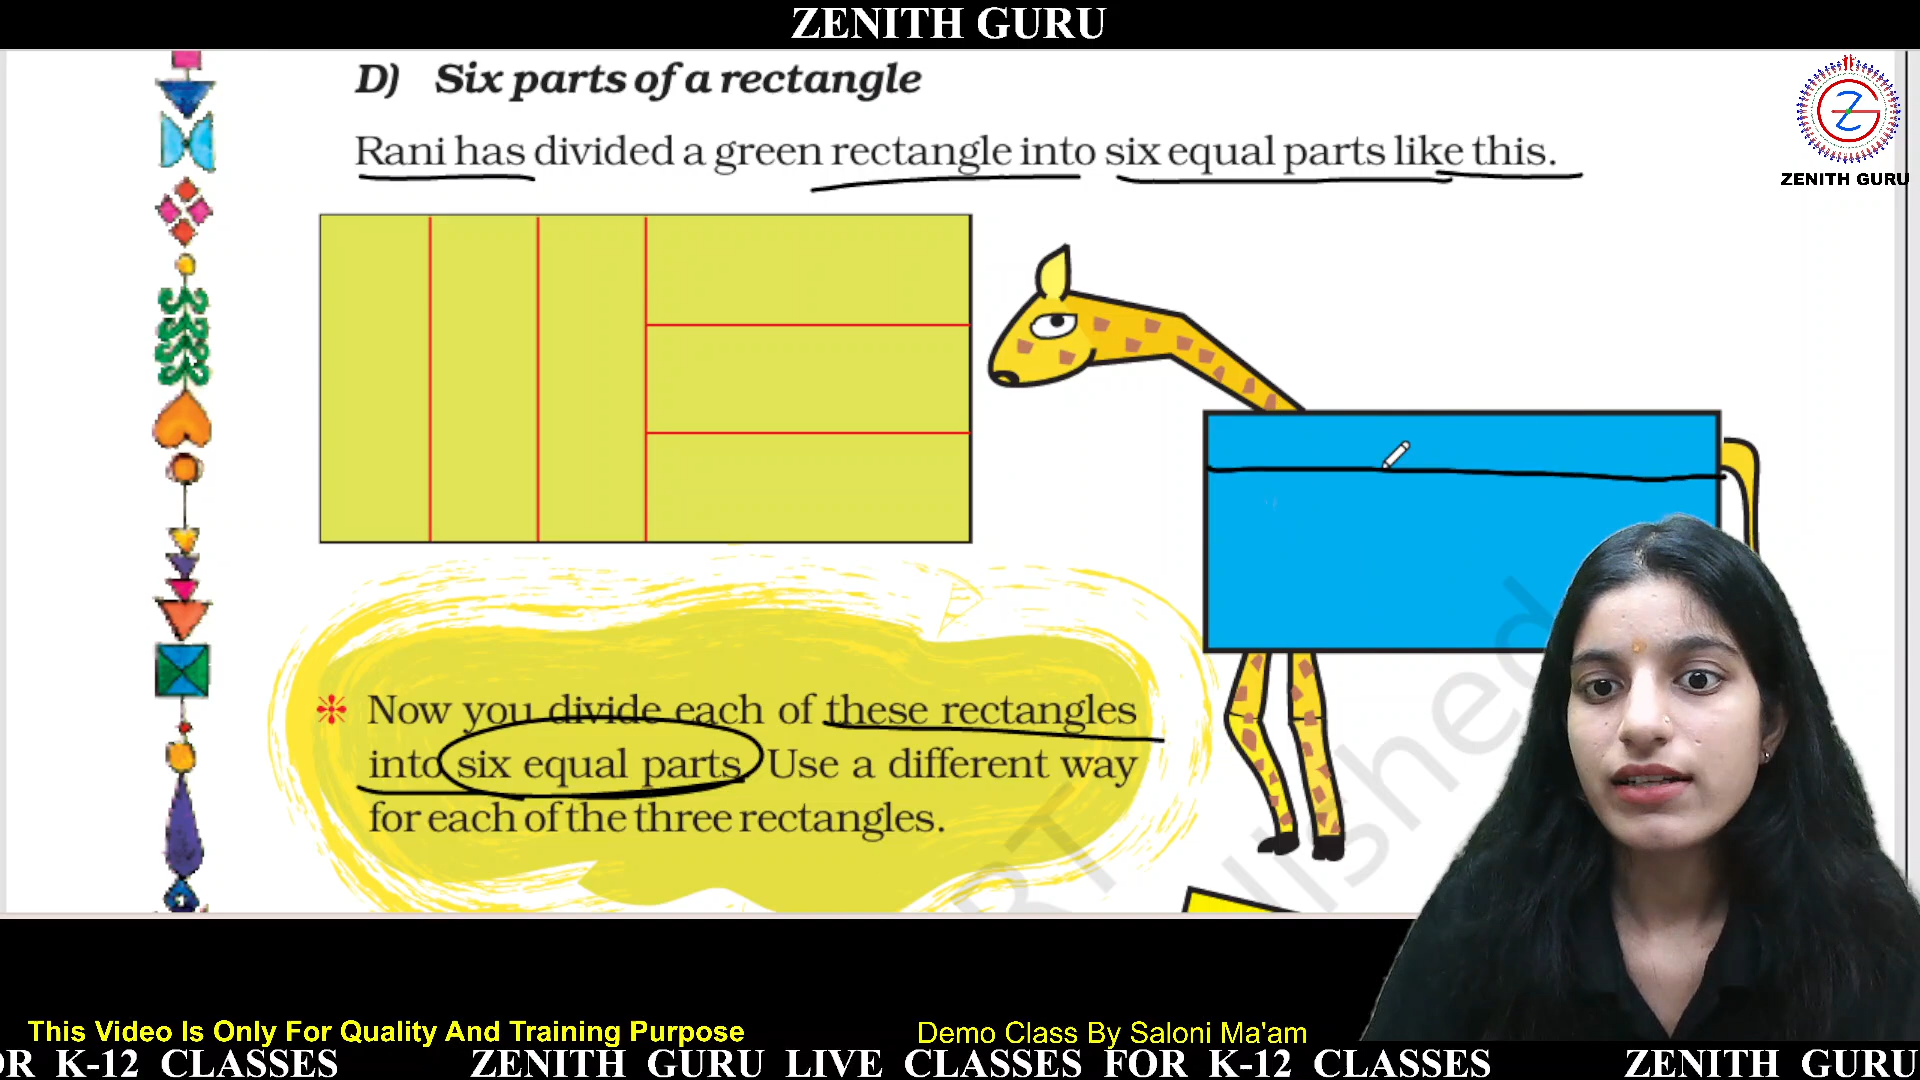 ZENITH GURU
D) Six parts of a rectangle
Rani has divided a green rectangle into six equal parts like this.
ZENITH GURU
Now you divide each of these rectangles
into six equal parts. Use a different way
for each of the three rectangles.
This Video Is Only For Quality And Training Purpose
Demo Class By Saloni Ma'am
OR K-12 CLASSES ZENITH GURU LIVE CLASSES FOR K-12 CLASSES ZENITH GURU